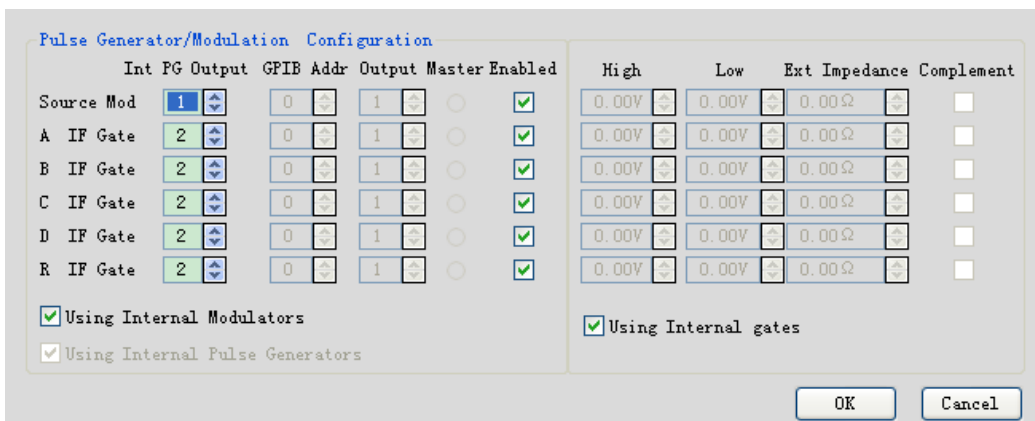 Pulse Generator/Modulation Configuration
Int PG Output GPIB Addr Output Master Enabled High Low Ext Impedance Complement
Source Mod 1 0 1 0.00V 0.00V 0.00Ω
A IF Gate 2 0 1 0.00V 0.00V 0.00Ω
B IF Gate 2 0 1 0.00V 0.00V 0.00Ω
C IF Gate 2 0 1 0.00V 0.00V 0.00Ω
D IF Gate 2 0 1 0.00V 0.00V 0.00Ω
R IF Gate 2 0 1 0.00V 0.00V 0.00Ω
Using Internal Modulators
Using Internal gates
Using Internal Pulse Generators
OK Cancel